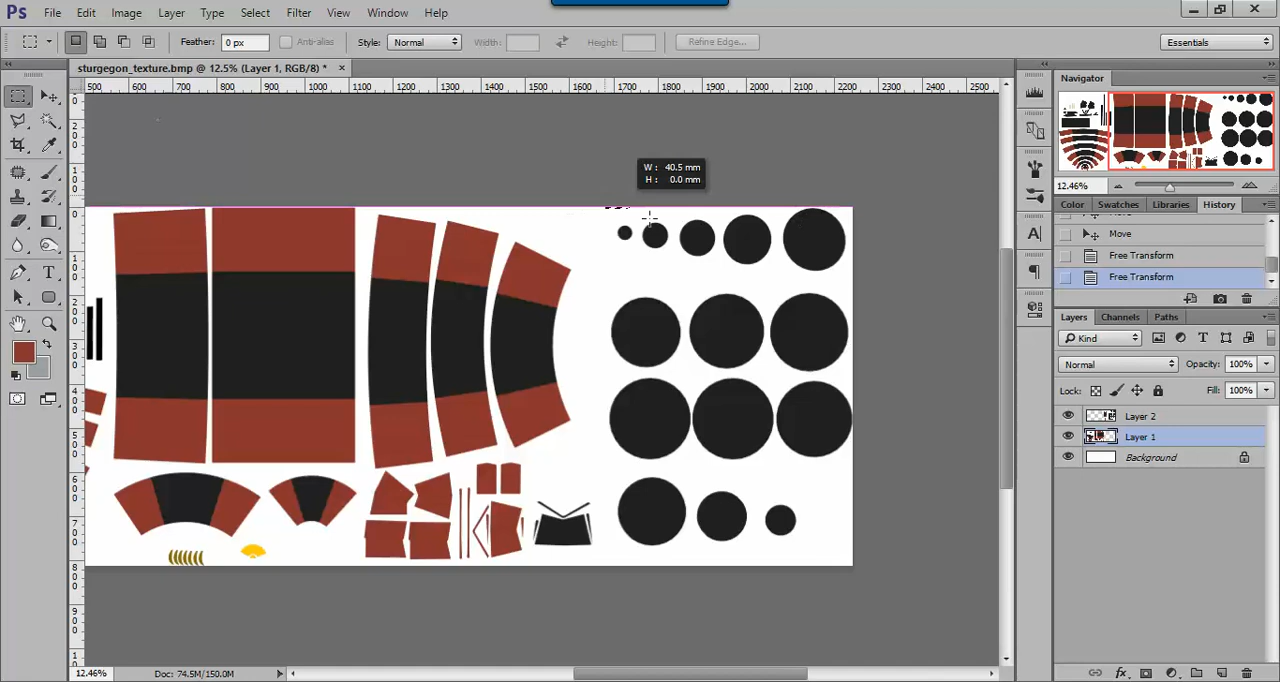 Ps File Edit Image Layer Type Select Filter View Window Help
Feather: 0 px Anti-alias Style: Normal Width: Height: Refine Edge... Essentials
sturgegon_texture.bmp @ 12.5% (Layer 1, RGB/8) *
500 600 700 800 900 1000 1100 1200 1300 1400 1500 1600 1700 1800 1900 2000 2100 2200 2300 2400 2500
W: 40.5 mm
H: 0.0 mm
Navigator
12.46%
Color Swatches Libraries History
Move
Move
Free Transform
Free Transform
Layers Channels Paths
Kind
Normal Opacity: 100%
Lock: Fill: 100%
Layer 2
Layer 1
Background
12.46% Doc: 74.5M/150.0M